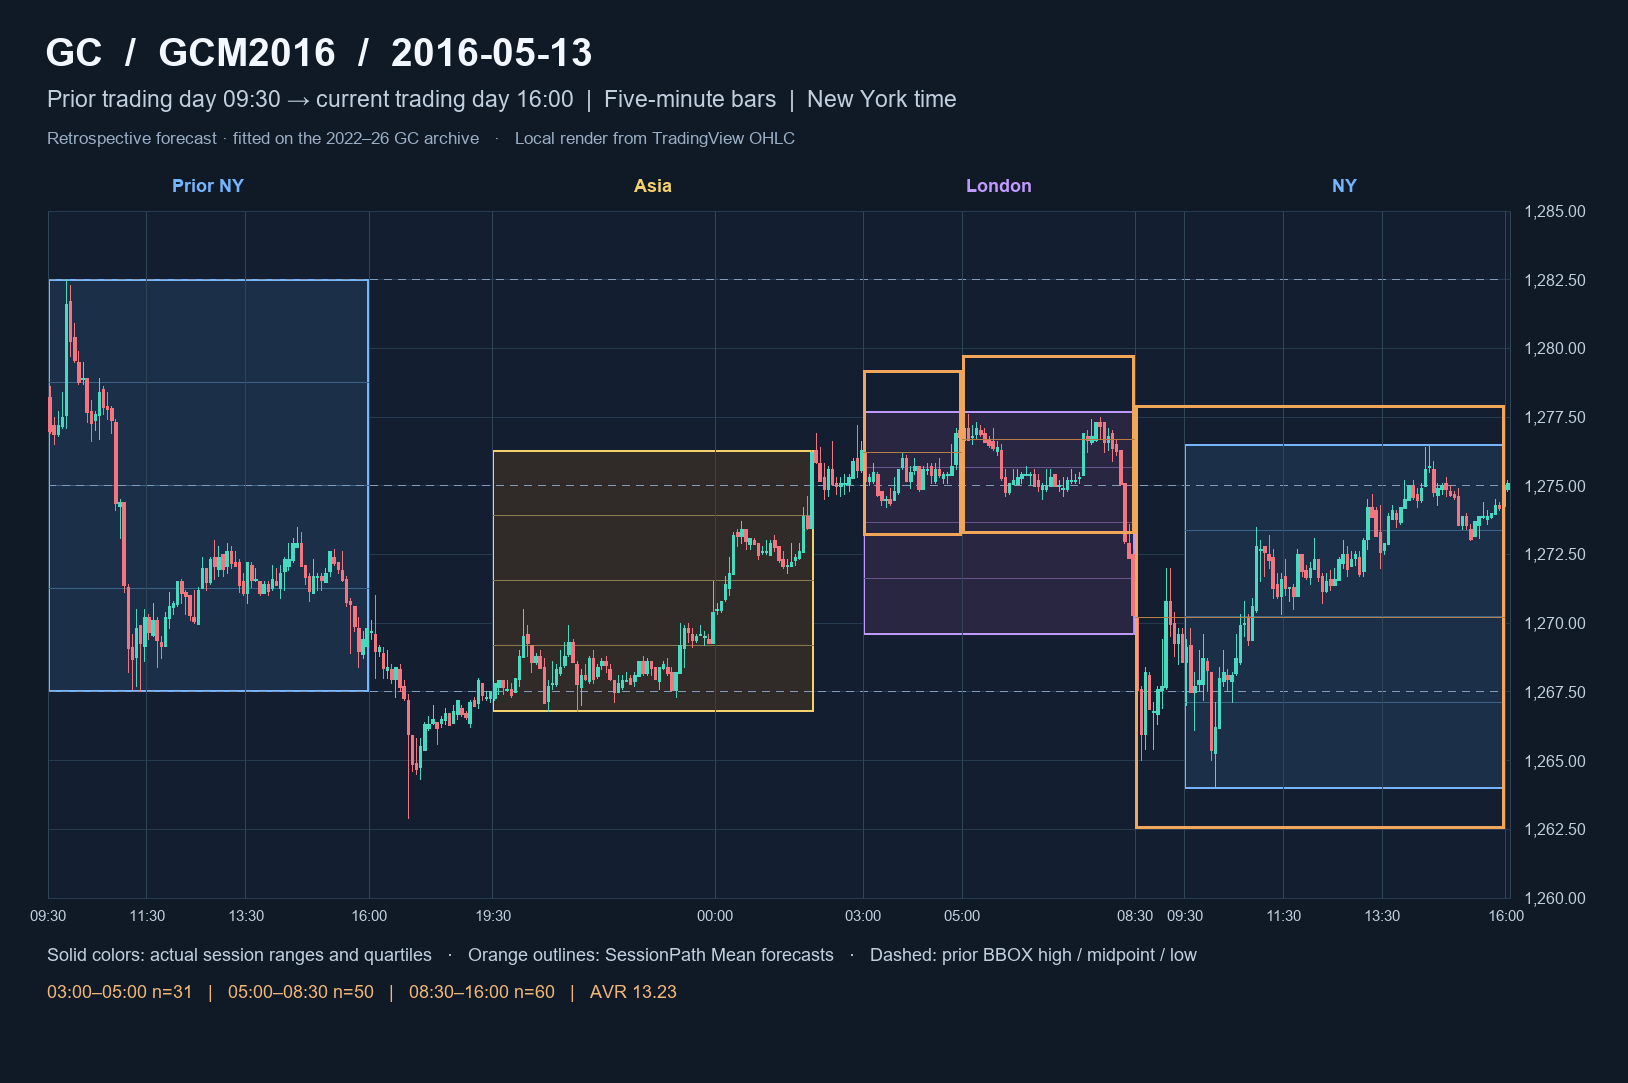 GC / GCM2016 / 2016-05-13
Prior trading day 09:30 → current trading day 16:00 | Five-minute bars | New York time
Retrospective forecast · fitted on the 2022–26 GC archive · Local render from TradingView OHLC
Prior NY Asia London NY
1,285.00
1,282.50
1,280.00
1,277.50
1,275.00
1,272.50
1,270.00
1,267.50
1,265.00
1,262.50
1,260.00
09:30 11:30 13:30 16:00 19:30 00:00 03:00 05:00 08:30 09:30 11:30 13:30 16:00
Solid colors: actual session ranges and quartiles · Orange outlines: SessionPath Mean forecasts · Dashed: prior BBOX high / midpoint / low
03:00–05:00 n=31 | 05:00–08:30 n=50 | 08:30–16:00 n=60 | AVR 13.23